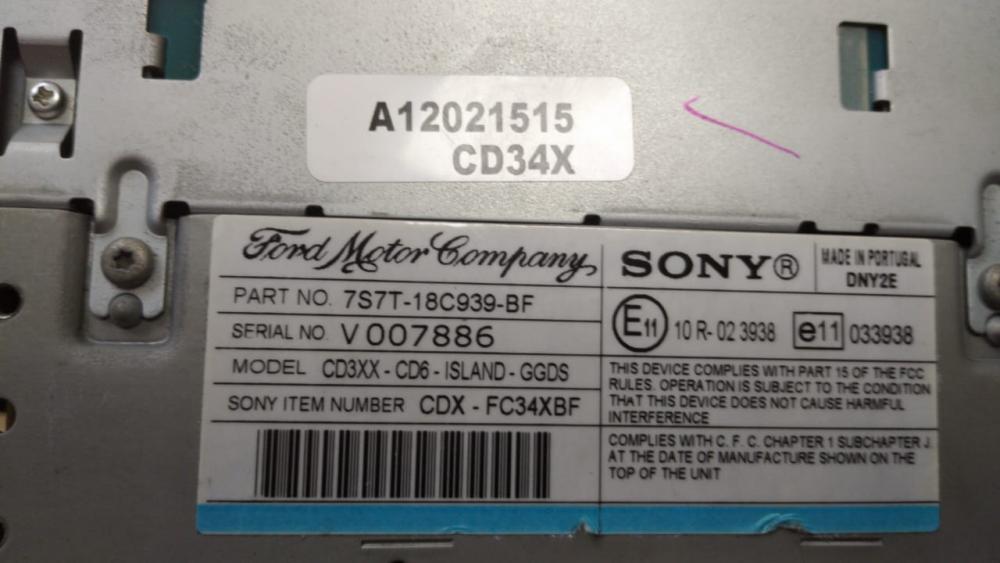 A12021515
CD34X
Ford Motor Company
PART NO. 7S7T-18C939-BF
SERIAL NO. V007886
MODEL CD3XX - CD6 - ISLAND - GGDS
SONY ITEM NUMBER CDX - FC34XBF
SONY®
MADE IN PORTUGAL
DNY2E
E11 10 R- 02 3938 e11 033938
THIS DEVICE COMPLIES WITH PART 15 OF THE FCC
RULES. OPERATION IS SUBJECT TO THE CONDITION
THAT THIS DEVICE DOES NOT CAUSE HARMFUL
INTERFERENCE
COMPLIES WITH C. F. C. CHAPTER 1 SUBCHAPTER J.
AT THE DATE OF MANUFACTURE SHOWN ON THE
TOP OF THE UNIT